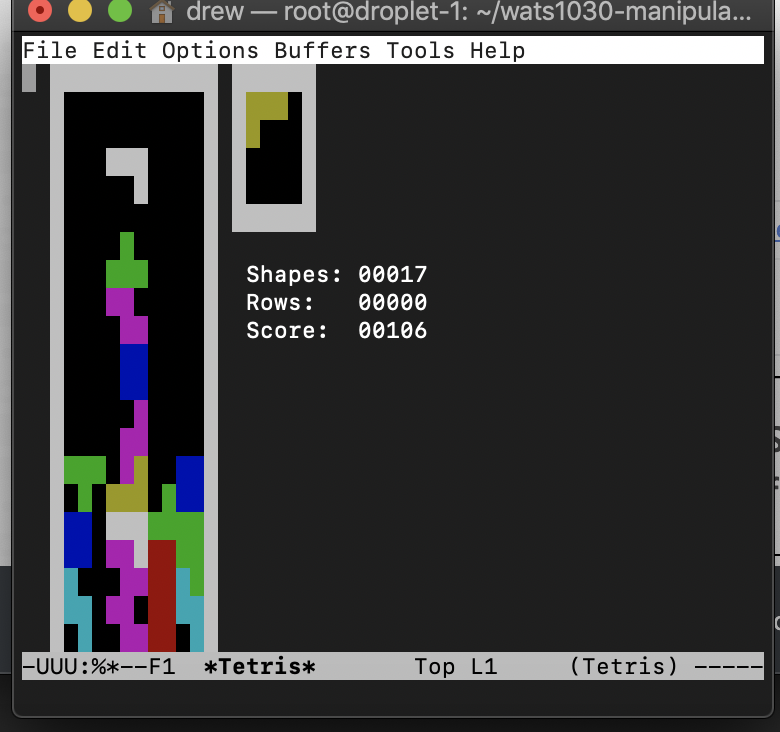 drew — root@droplet-1: ~/wats1030-manipula...
File Edit Options Buffers Tools Help
Shapes: 00017
Rows:   00000
Score:  00106
-UUU:%*--F1  *Tetris*       Top L1     (Tetris) -----